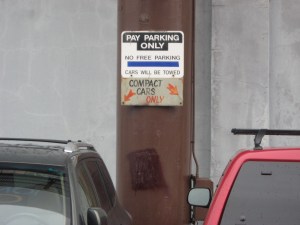 PAY PARKING
ONLY
NO FREE PARKING
CARS WILL BE TOWED
COMPACT
CARS
ONLY